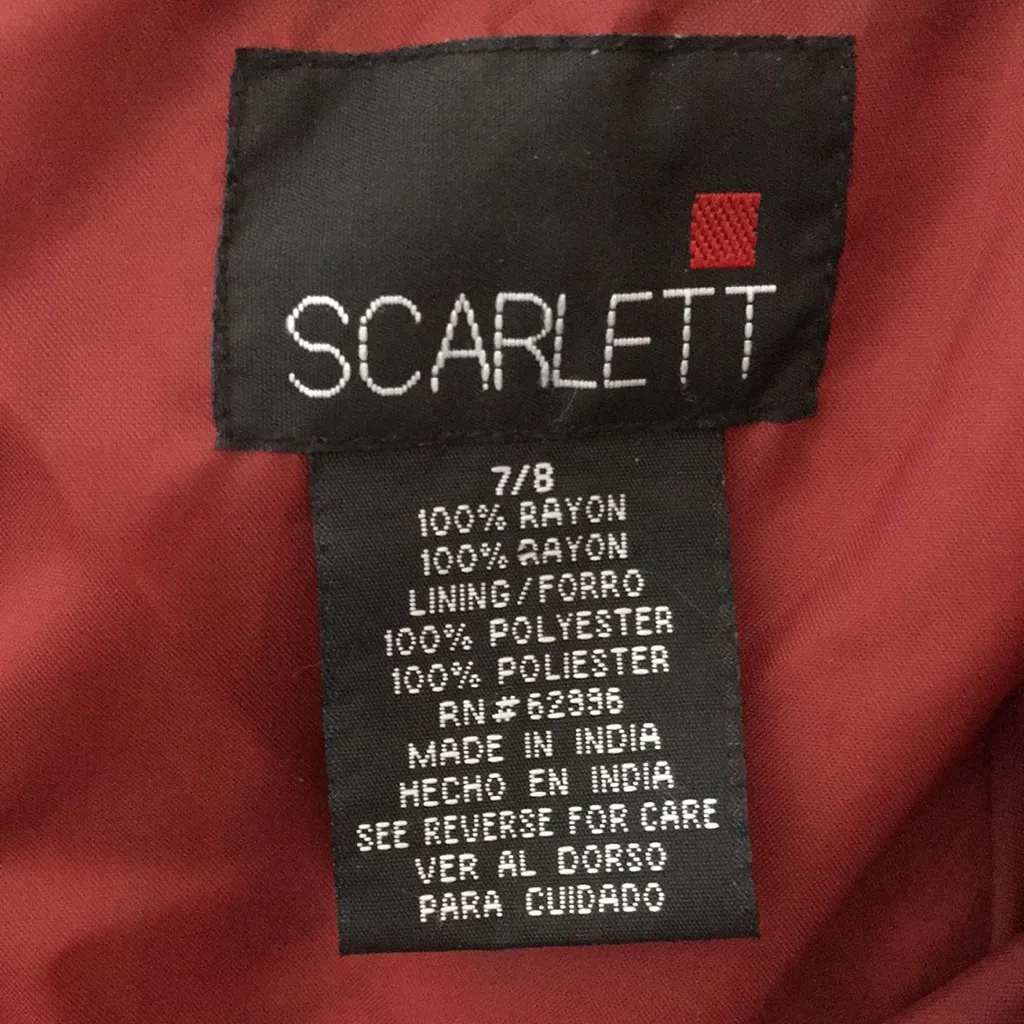 SCARLETT
7/8
100% RAYON
100% RAYON
LINING/FORRO
100% POLYESTER
100% POLIESTER
RN#62996
MADE IN INDIA
HECHO EN INDIA
SEE REVERSE FOR CARE
VER AL DORSO
PARA CUIDADO